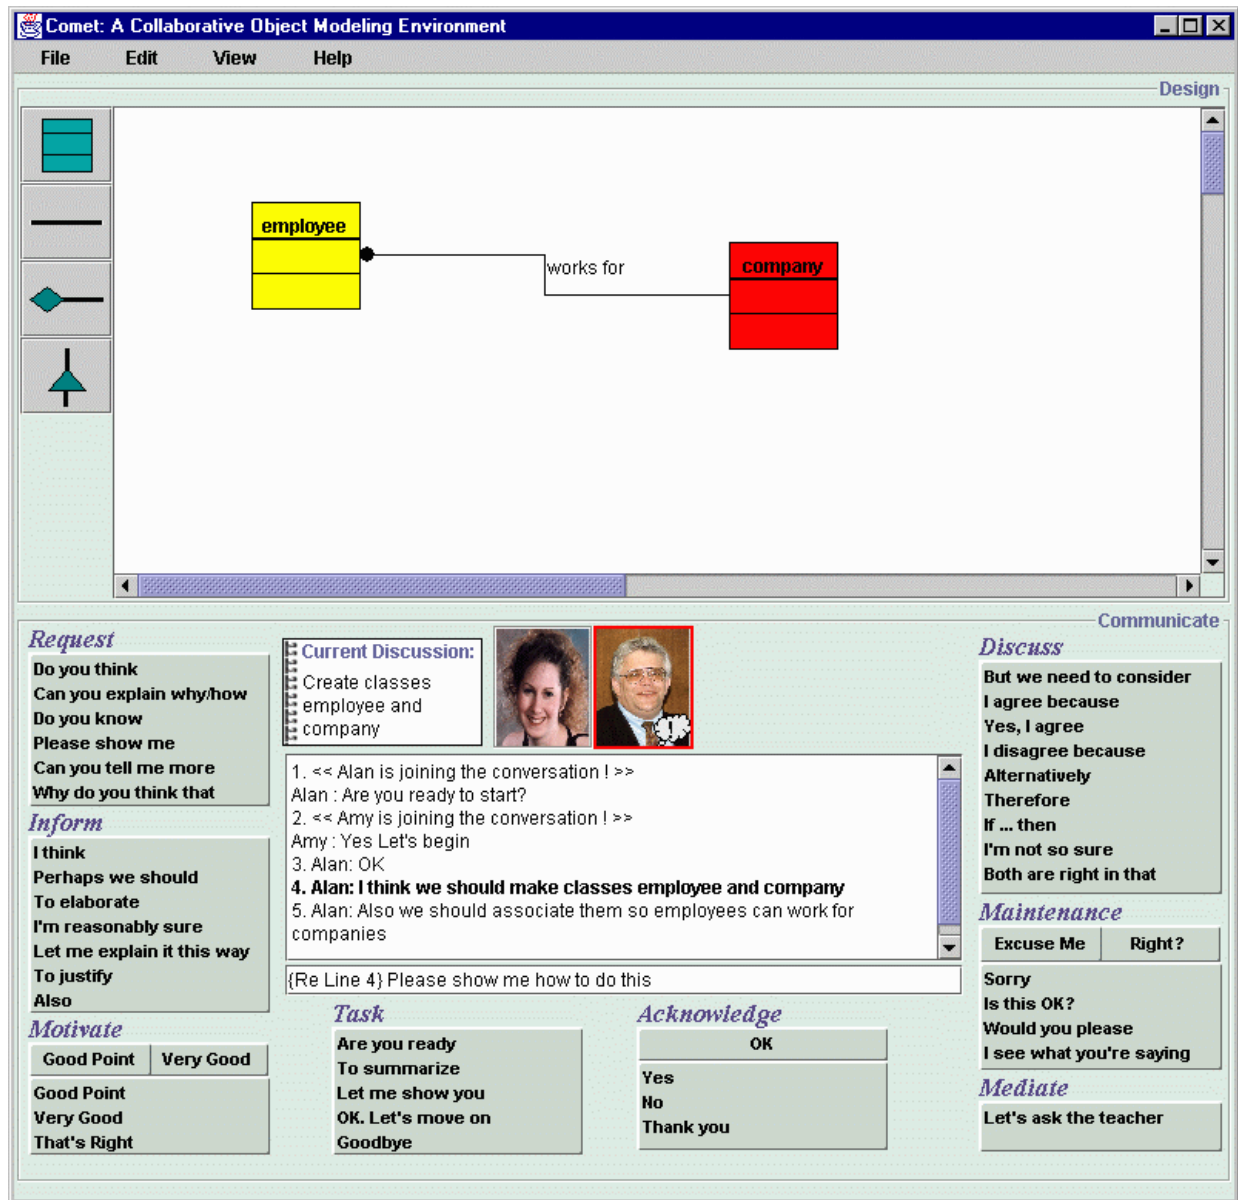 Comet: A Collaborative Object Modeling Environment
File Edit View Help
Design
employee
works for
company
Communicate
Request
Do you think
Can you explain why/how
Do you know
Please show me
Can you tell me more
Why do you think that
Inform
I think
Perhaps we should
To elaborate
I'm reasonably sure
Let me explain it this way
To justify
Also
Motivate
Good Point Very Good
Good Point
Very Good
That's Right
Current Discussion:
Create classes
employee and
company
!
1. << Alan is joining the conversation ! >>
Alan : Are you ready to start?
2. << Amy is joining the conversation ! >>
Amy : Yes Let's begin
3. Alan: OK
4. Alan: I think we should make classes employee and company
5. Alan: Also we should associate them so employees can work for
companies
{Re Line 4} Please show me how to do this
Task
Are you ready
To summarize
Let me show you
OK. Let's move on
Goodbye
Acknowledge
OK
Yes
No
Thank you
Discuss
But we need to consider
I agree because
Yes, I agree
I disagree because
Alternatively
Therefore
If ... then
I'm not so sure
Both are right in that
Maintenance
Excuse Me Right?
Sorry
Is this OK?
Would you please
I see what you're saying
Mediate
Let's ask the teacher